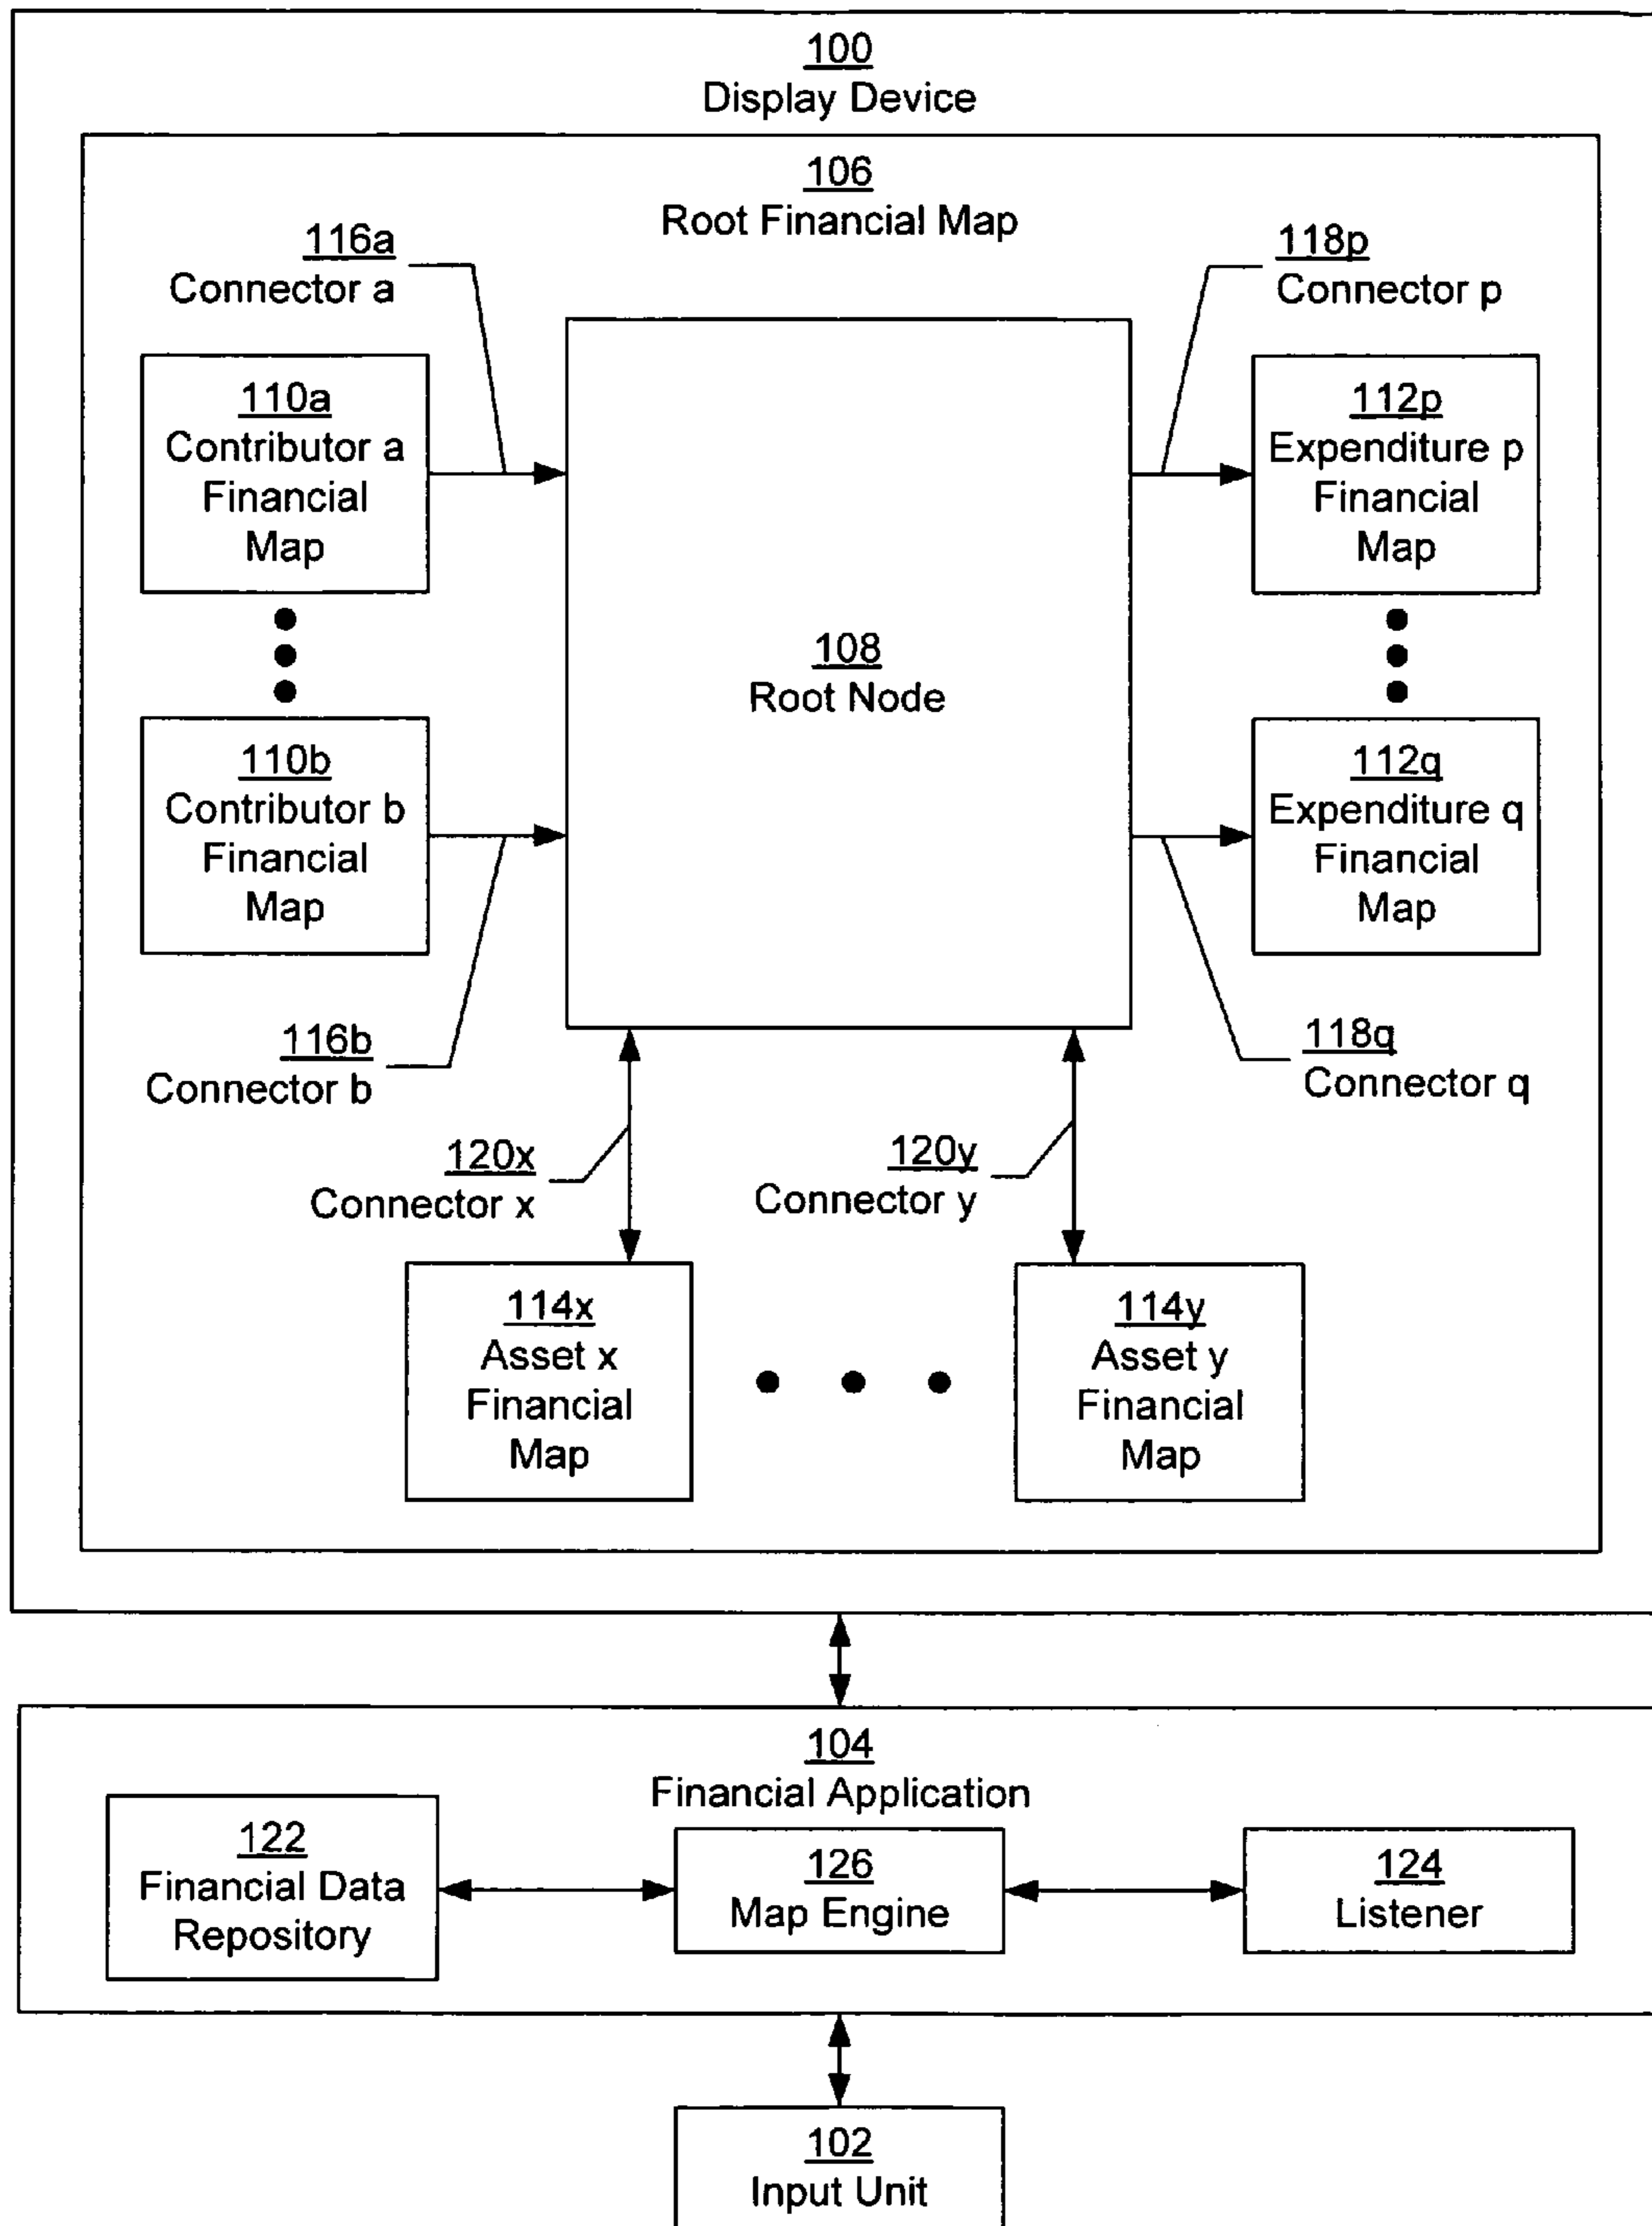 100
Display Device
106
Root Financial Map
116a
Connector a
118p
Connector p
110a
Contributor a
Financial
Map
112p
Expenditure p
Financial
Map
108
Root Node
110b
Contributor b
Financial
Map
112q
Expenditure q
Financial
Map
116b
Connector b
118q
Connector q
120x
Connector x
120y
Connector y
114x
Asset x
Financial
Map
114y
Asset y
Financial
Map
104
Financial Application
122
Financial Data
Repository
126
Map Engine
124
Listener
102
Input Unit